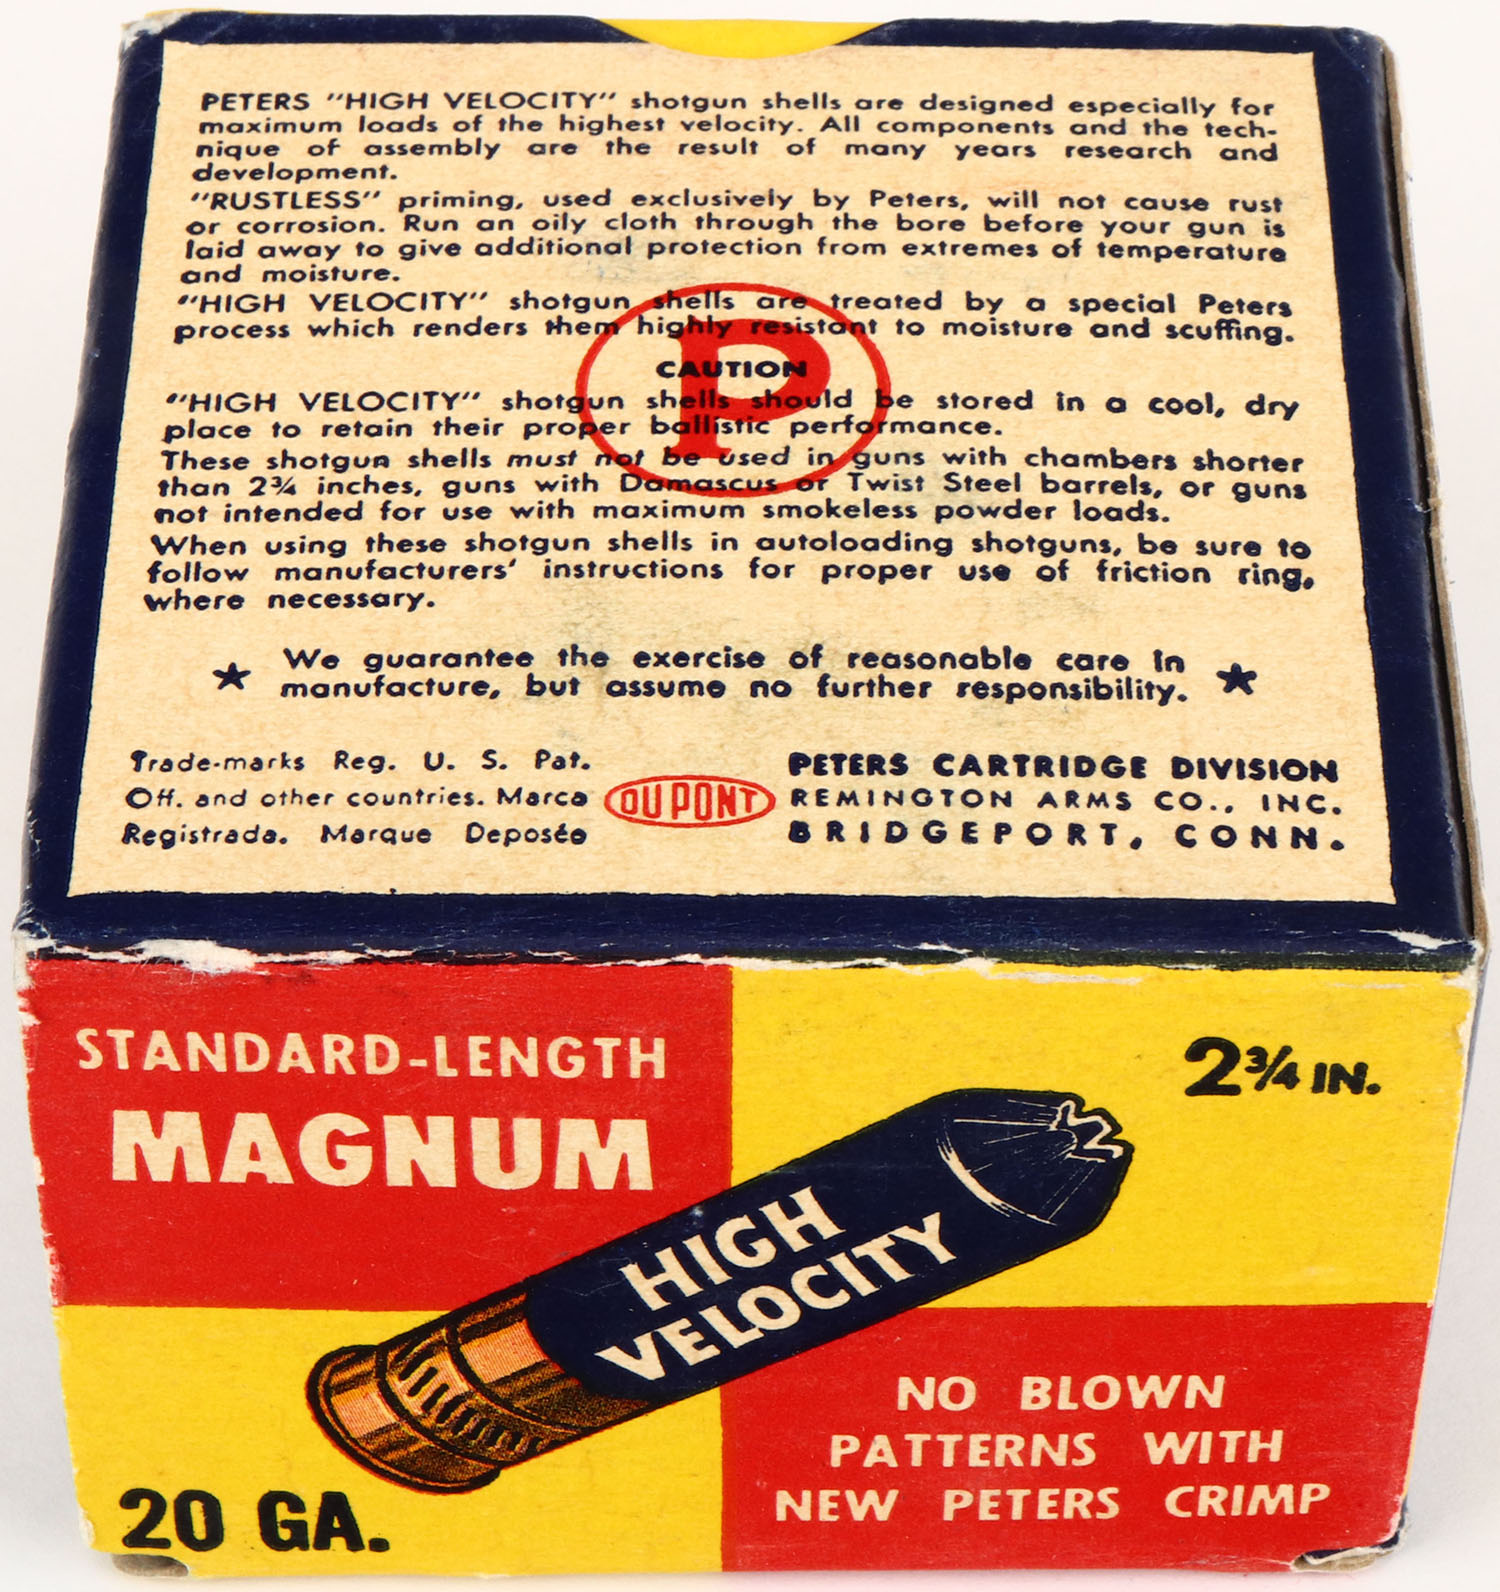 PETERS "HIGH VELOCITY" shotgun shells are designed especially for
maximum loads of the highest velocity. All components and the tech-
nique of assembly are the result of many years research and
development.
"RUSTLESS" priming, used exclusively by Peters, will not cause rust
or corrosion. Run an oily cloth through the bore before your gun is
laid away to give additional protection from extremes of temperature
and moisture.
"HIGH VELOCITY" shotgun shells are treated by a special Peters
process which renders them highly resistant to moisture and scuffing.
P
CAUTION
"HIGH VELOCITY" shotgun shells should be stored in a cool, dry
place to retain their proper ballistic performance.
These shotgun shells must not be used in guns with chambers shorter
than 2¾ inches, guns with Damascus or Twist Steel barrels, or guns
not intended for use with maximum smokeless powder loads.
When using these shotgun shells in autoloading shotguns, be sure to
follow manufacturers' instructions for proper use of friction ring,
where necessary.
We guarantee the exercise of reasonable care in
manufacture, but assume no further responsibility.
Trade-marks Reg. U. S. Pat.
Off. and other countries. Marca
Registrada. Marque Deposée
DU PONT
PETERS CARTRIDGE DIVISION
REMINGTON ARMS CO., INC.
BRIDGEPORT, CONN.
STANDARD-LENGTH
MAGNUM
2¾ IN.
HIGH
VELOCITY
20 GA.
NO BLOWN
PATTERNS WITH
NEW PETERS CRIMP